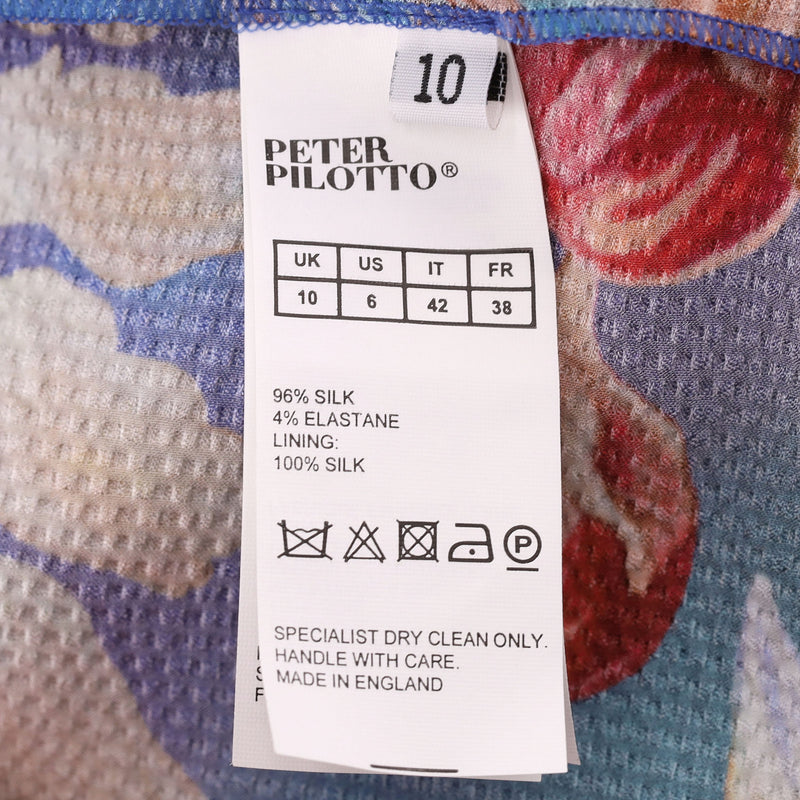 10
PETER
PILOTTO®
UK US IT FR
10 6 42 38
96% SILK
4% ELASTANE
LINING:
100% SILK
P
SPECIALIST DRY CLEAN ONLY.
HANDLE WITH CARE.
MADE IN ENGLAND